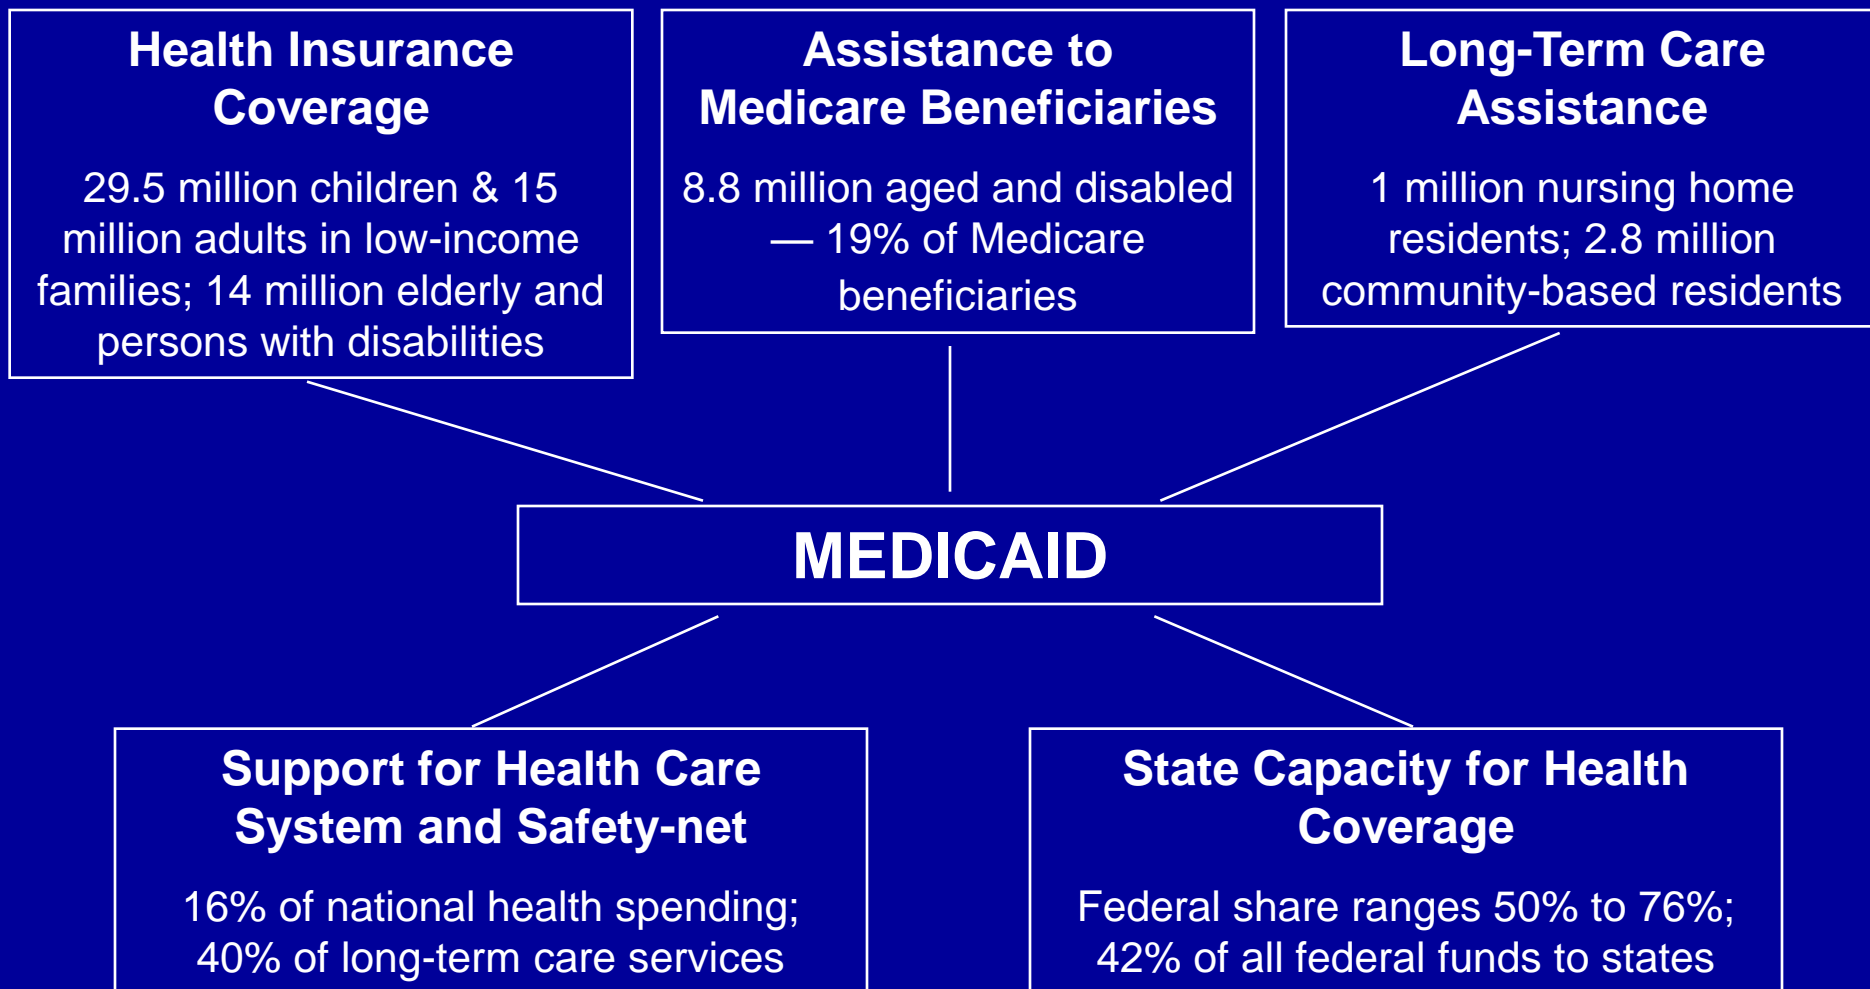 Health Insurance
Coverage
29.5 million children & 15
million adults in low-income
families; 14 million elderly and
persons with disabilities
Assistance to
Medicare Beneficiaries
8.8 million aged and disabled
— 19% of Medicare
beneficiaries
Long-Term Care
Assistance
1 million nursing home
residents; 2.8 million
community-based residents
MEDICAID
Support for Health Care
System and Safety-net
16% of national health spending;
40% of long-term care services
State Capacity for Health
Coverage
Federal share ranges 50% to 76%;
42% of all federal funds to states